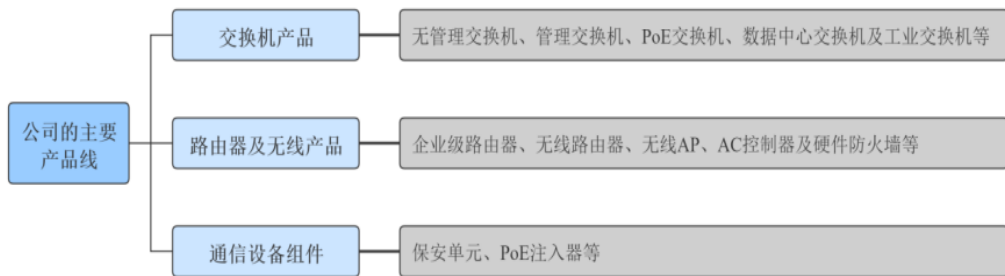 交换机产品
无管理交换机、管理交换机、PoE交换机、数据中心交换机及工业交换机等
公司的主要
产品线
路由器及无线产品
企业级路由器、无线路由器、无线AP、AC控制器及硬件防火墙等
通信设备组件
保安单元、PoE注入器等